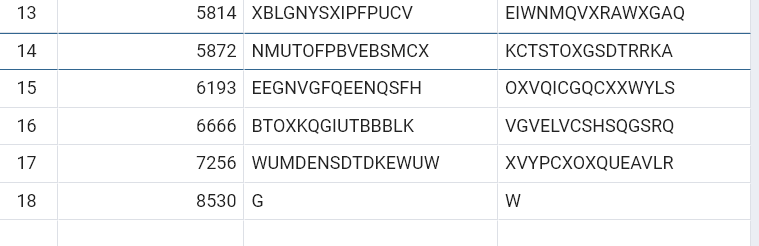 13 5814 XBLGNYSXIPFPUCV EIWNMQVXRAWXGAQ
14 5872 NMUTOFPBVEBSMCX KCTSTOXGSDTRRKA
15 6193 EEGNVGFQEENQSFH OXVQICGQCXXWYLS
16 6666 BTOXKQGIUTBBBLK VGVELVCSHSQGSRQ
17 7256 WUMDENSDTDKEWUW XVYPCXOXQUEAVLR
18 8530 G W